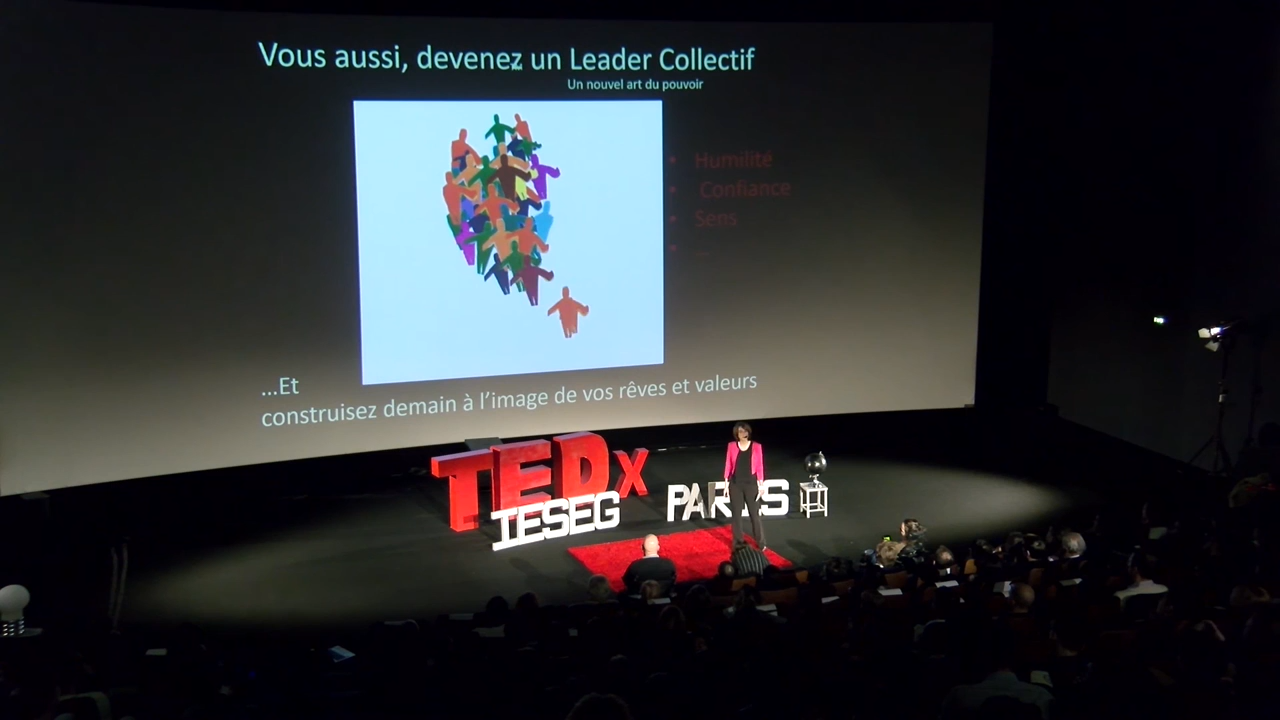 Vous aussi, devenez un Leader Collectif
Un nouvel art du pouvoir
• Humilité
• Confiance
• Sens
• ...
...Et
construisez demain à l'image de vos rêves et valeurs
TEDx
IESEG PARIS